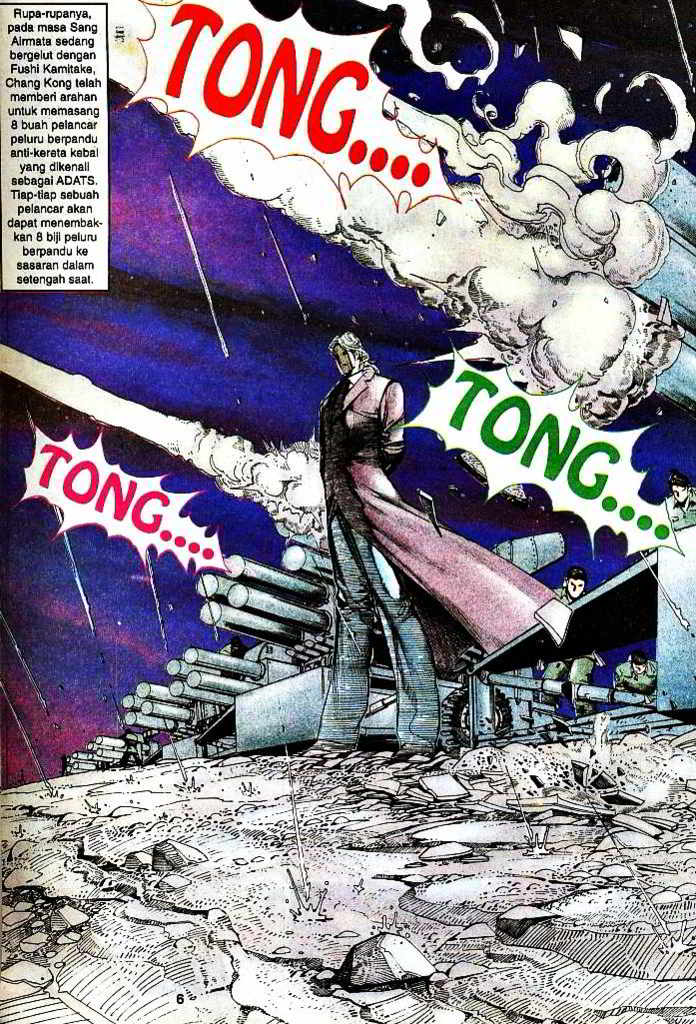 Rupa-rupanya,
pada masa Sang
Airmata sedang
bergelut dengan
Fushi Kamitake,
Chang Kong telah
memberi arahan
untuk memasang
8 buah pelancar
peluru berpandu
anti-kereta kebal
yang dikenali
sebagai ADATS.
Tiap-tiap sebuah
pelancar akan
dapat menembak-
kan 8 biji peluru
berpandu ke
sasaran dalam
setengah saat.
TONG....
TONG....
TONG....
6